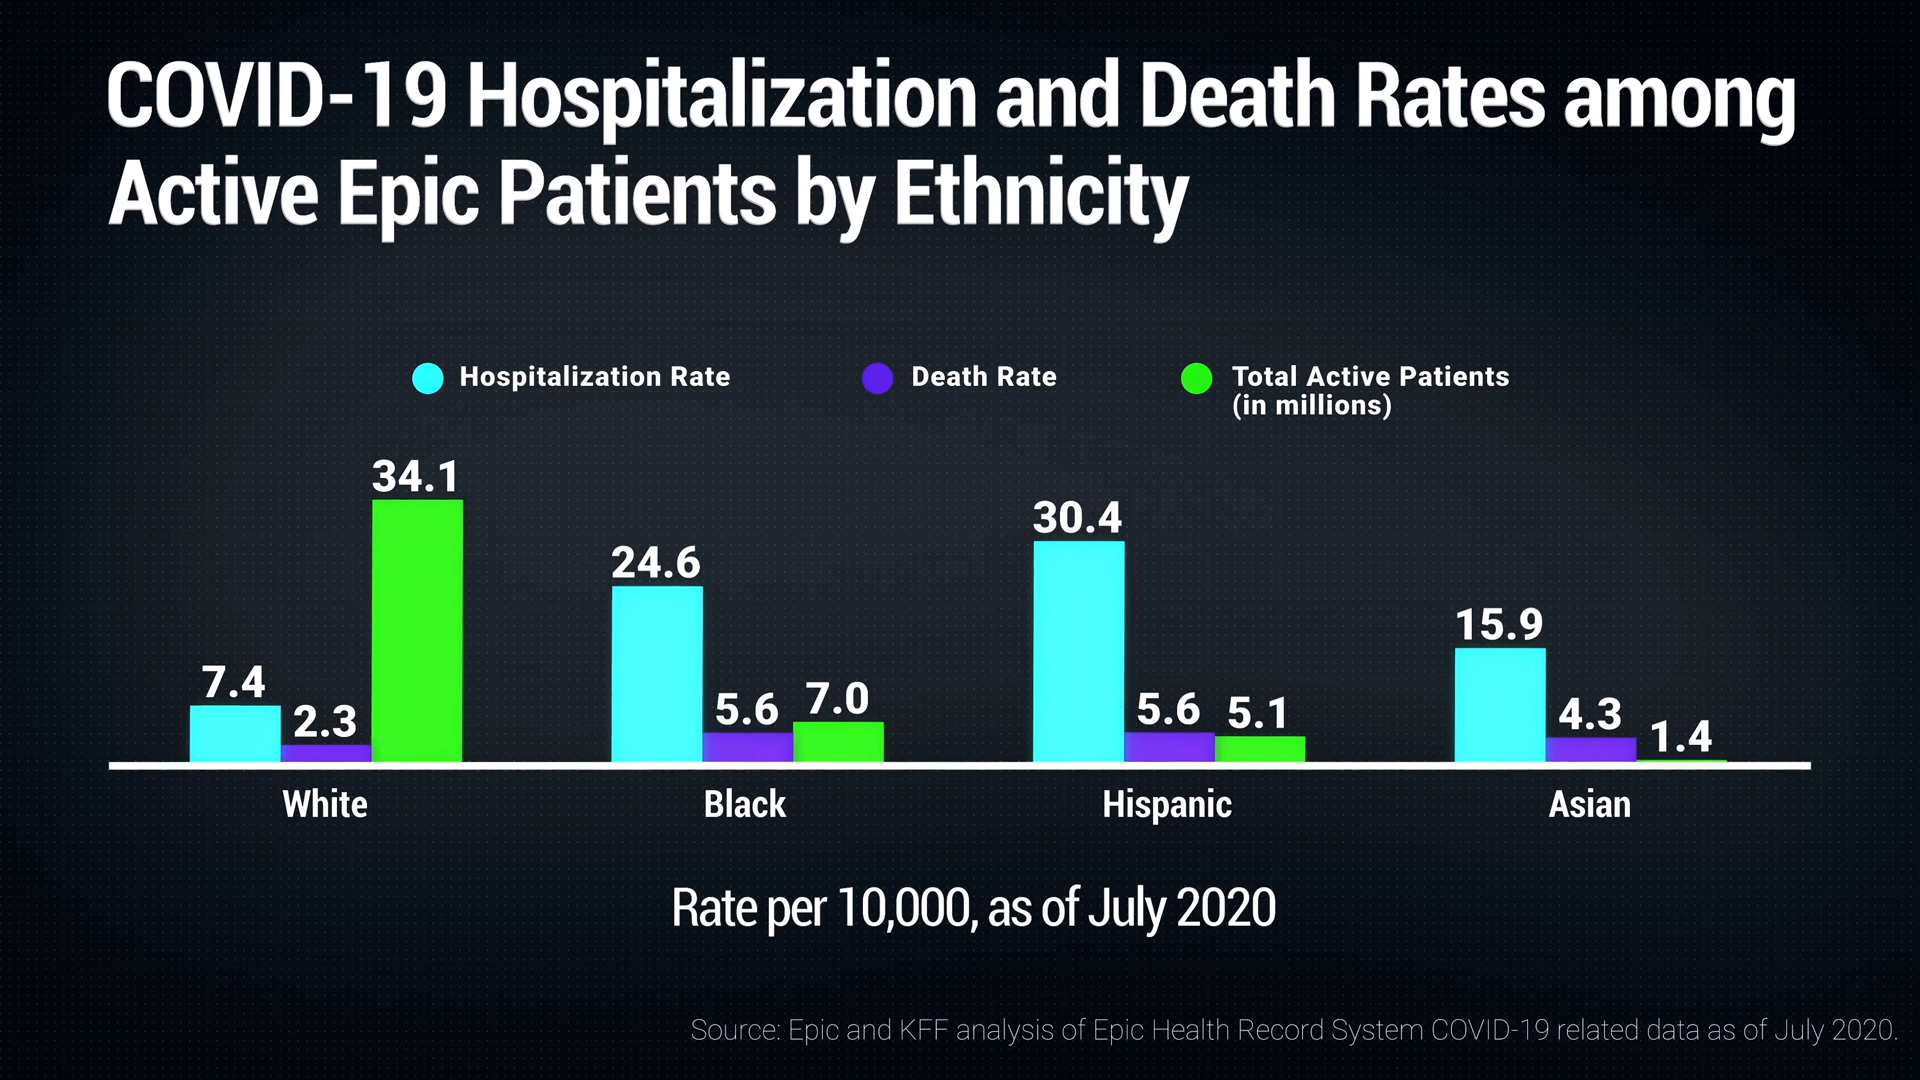 COVID-19 Hospitalization and Death Rates among
Active Epic Patients by Ethnicity
Hospitalization Rate
Death Rate
Total Active Patients
(in millions)
7.4
2.3
34.1
24.6
5.6
7.0
30.4
5.6
5.1
15.9
4.3
1.4
White
Black
Hispanic
Asian
Rate per 10,000, as of July 2020
Source: Epic and KFF analysis of Epic Health Record System COVID-19 related data as of July 2020.